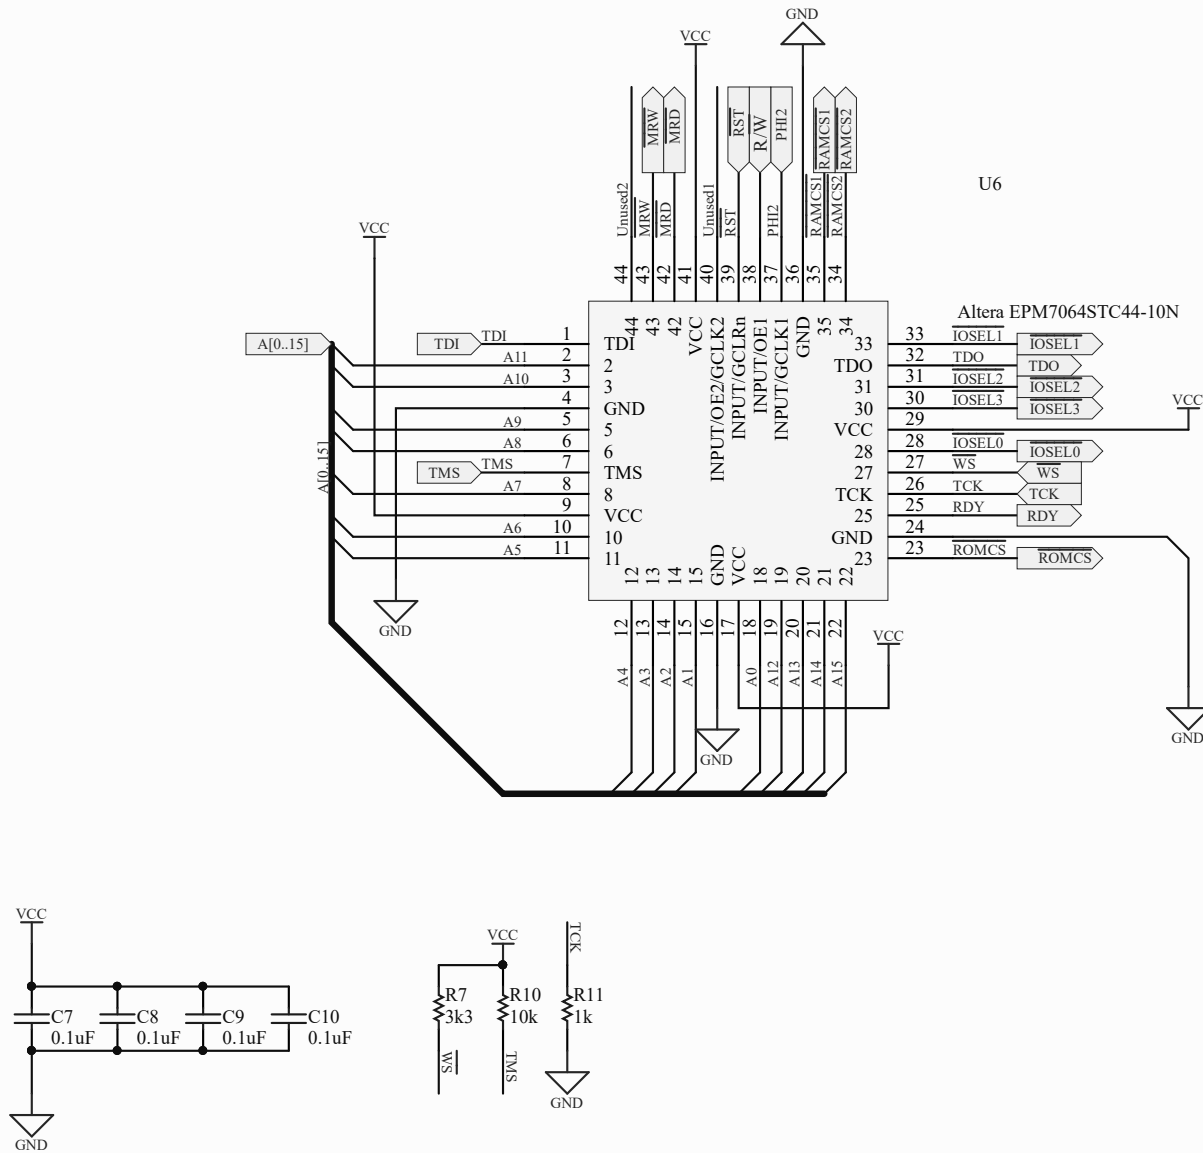 GND
VCC
MRW
MRD
RST
R/W
PHI2
RAMCS1
RAMCS2
U6
Unused2
MRW
MRD
Unused1
RST
PHI2
RAMCS1
RAMCS2
VCC
44
43
42
41
40
39
38
37
36
35
34
44
43
42
VCC
INPUT/OE2/GCLK2
INPUT/GCLRn
INPUT/OE1
INPUT/GCLK1
GND
35
34
Altera EPM7064STC44-10N
A[0..15]
A[0..15]
TDI TDI 1 TDI
A11 2 2
A10 3 3
4 GND
A9 5 5
A8 6 6
TMS TMS 7 TMS
A7 8 8
9 VCC
A6 10 10
A5 11 11
GND
33 33 IOSEL1 IOSEL1
TDO 32 TDO TDO
31 31 IOSEL2 IOSEL2
30 30 IOSEL3 IOSEL3
VCC 29
VCC
28 28 IOSEL0 IOSEL0
27 27 WS WS
TCK 26 TCK TCK
25 25 RDY RDY
GND 24
23 23 ROMCS ROMCS
12
13
14
15
GND
VCC
18
19
20
21
22
12
13
14
15
16
17
18
19
20
21
22
VCC
A4
A3
A2
A1
A0
A12
A13
A14
A15
GND
GND
VCC
C7
0.1uF
C8
0.1uF
C9
0.1uF
C10
0.1uF
GND
VCC
R7
3k3
WS
R10
10k
TMS
TCK
R11
1k
GND